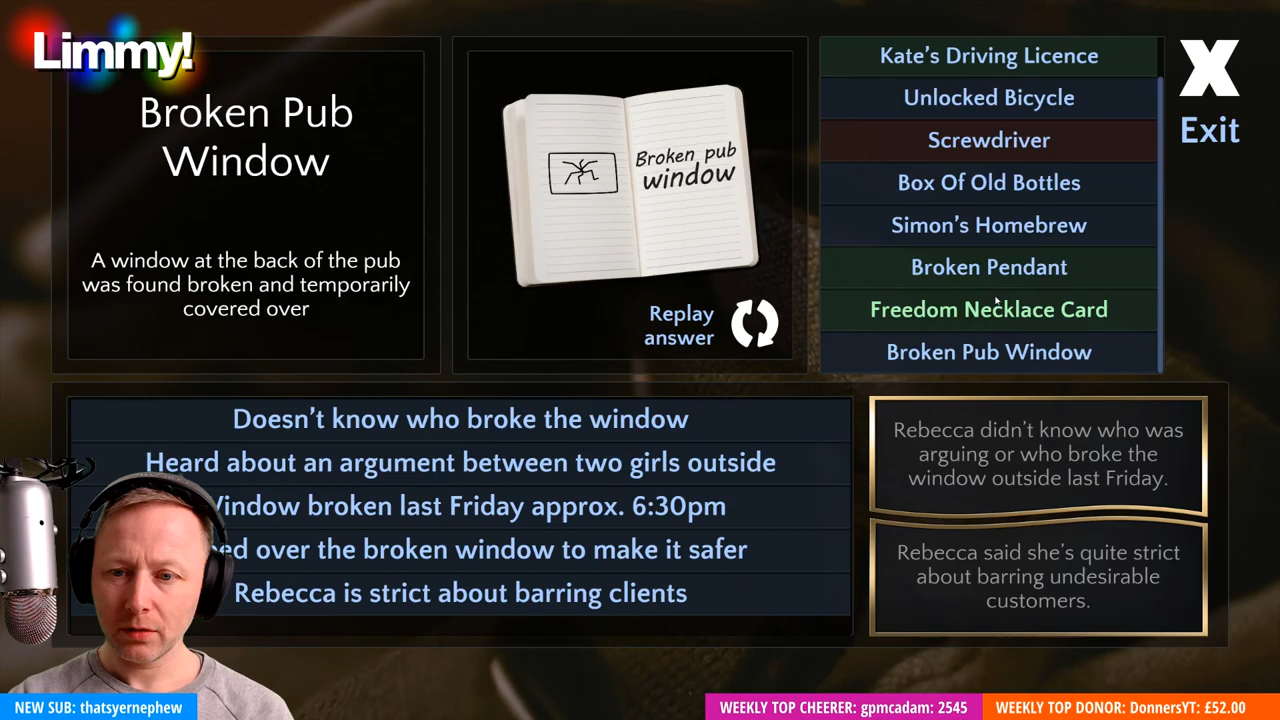 Limmy!
Broken Pub
Window
A window at the back of the pub
was found broken and temporarily
covered over
Broken pub
window
Replay
answer
Kate's Driving Licence
Unlocked Bicycle
Screwdriver
Box Of Old Bottles
Simon's Homebrew
Broken Pendant
Freedom Necklace Card
Broken Pub Window
X
Exit
Doesn't know who broke the window
Heard about an argument between two girls outside
broken last Friday approx. 6:30pm
over the broken window to make it safer
Rebecca is strict about barring clients
Rebecca didn't know who was
arguing or who broke the
window outside last Friday.
Rebecca said she's quite strict
about barring undesirable
customers.
NEW SUB: thatsyernephew
WEEKLY TOP CHEERER: gpmcadam: 2545
WEEKLY TOP DONOR: DonnersYT: £52.00